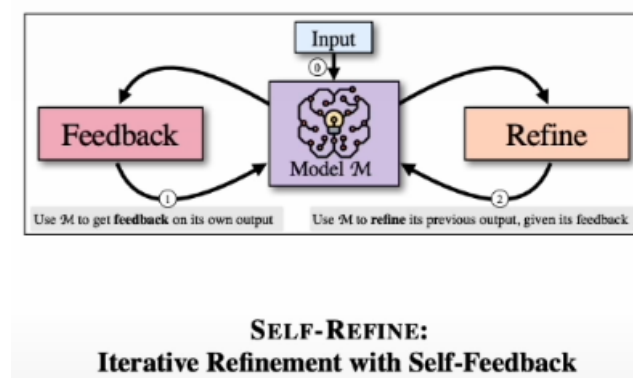 Input
0
Feedback
Model M
Refine
1
2
Use M to get feedback on its own output
Use M to refine its previous output, given its feedback
SELF-REFINE:
Iterative Refinement with Self-Feedback